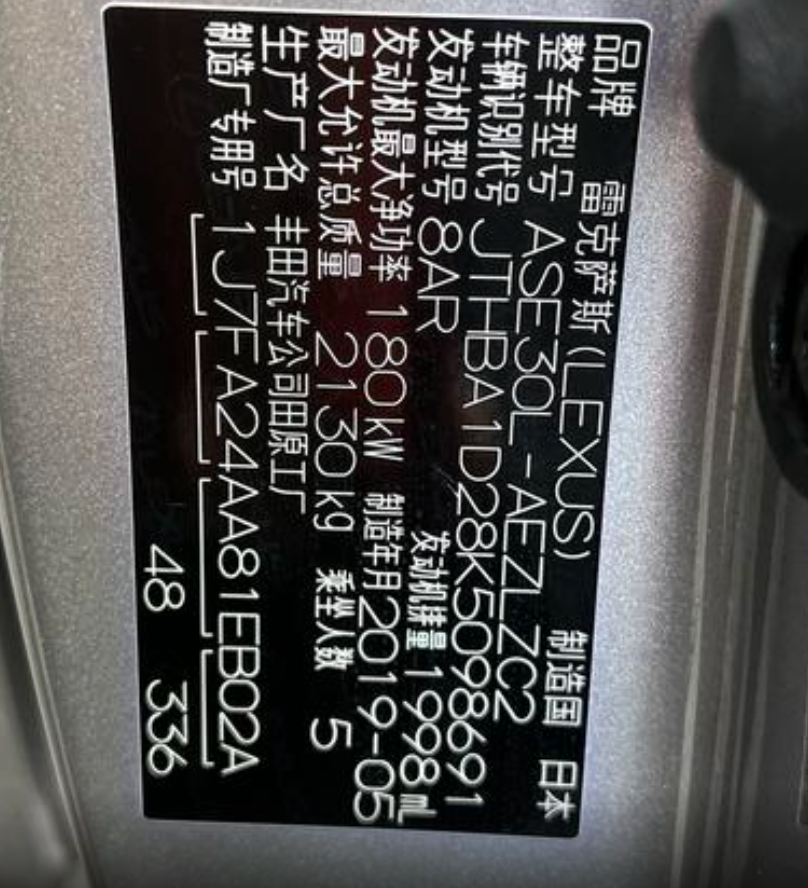 品牌 雷克萨斯(LEXUS) 制造国 日本
整车型号 ASE30L-AEZLZC2
车辆识别代号 JTHBA1D28K5098691
发动机型号 8AR 发动机排量 1998mL
发动机最大净功率 180kW 制造年月 2019-05
最大允许总质量 2130kg 乘坐人数 5
生产厂名 丰田汽车公司田原工厂
制造厂专用号 1J7FA24AA81EB02A
48 336